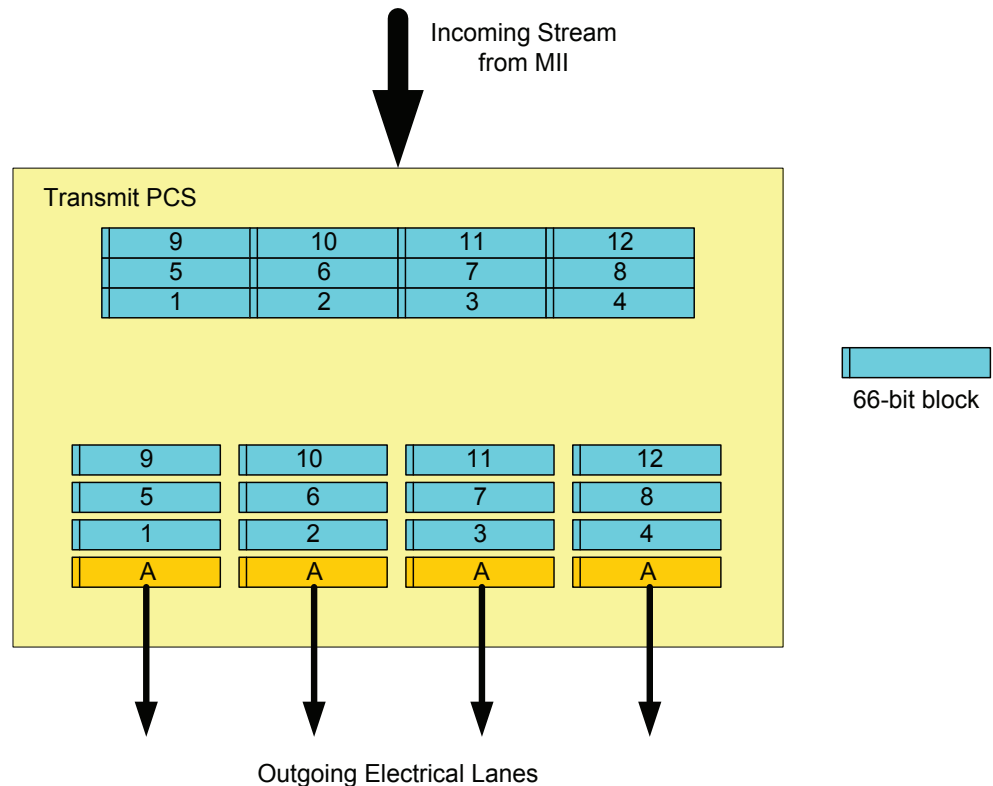 Incoming Stream
from MII
Transmit PCS
9 10 11 12
5 6 7 8
1 2 3 4
66-bit block
9 10 11 12
5 6 7 8
1 2 3 4
A A A A
Outgoing Electrical Lanes